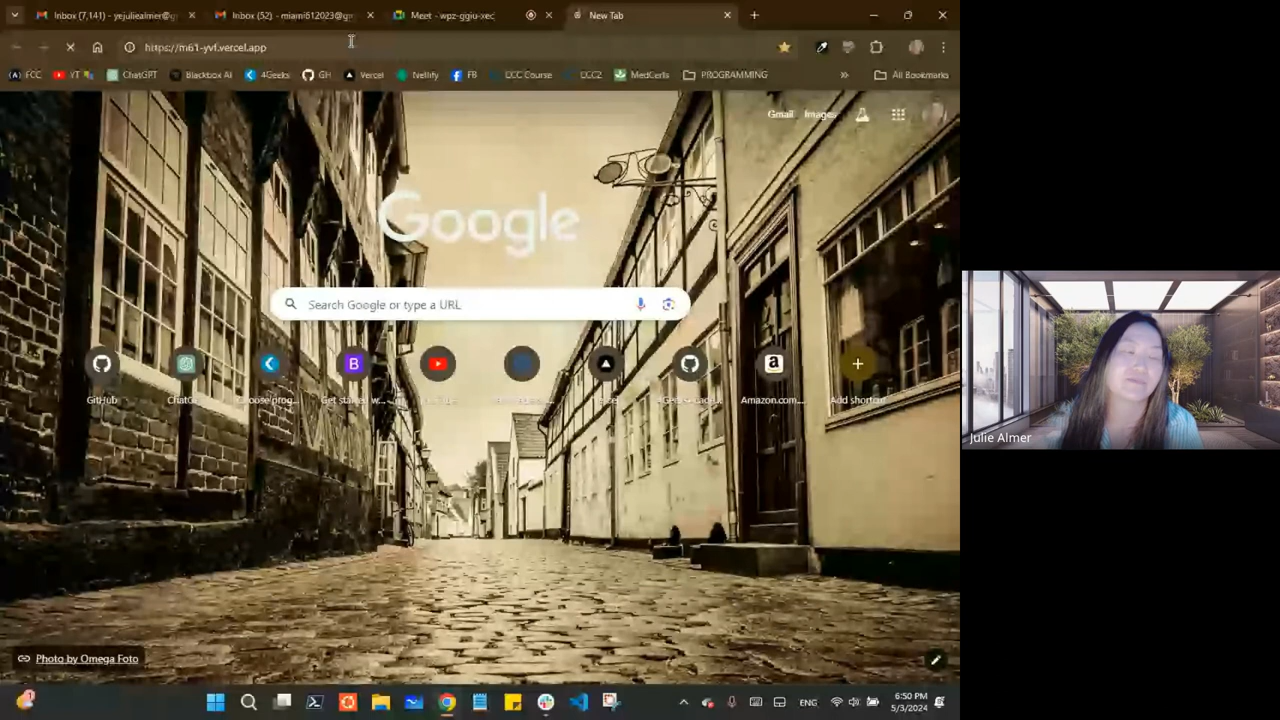 Inbox (7,141) - yejuliealmer@g
Inbox (52) - miami612023@g
Meet - wpz-ggiu-xec
New Tab
https://m61-yvf.vercel.app
FCC
YT
ChatGPT
Blackbox AI
4Geeks
GH
Vercel
Netlify
FB
CCC Course
CCC2
MedCerts
PROGRAMMING
All Bookmarks
Gmail
Images
Google
Search Google or type a URL
GitHub
Get started w...
Amazon.com...
Add shortcut
Julie Almer
Photo by Omega Foto
ENG
6:50 PM
5/3/2024